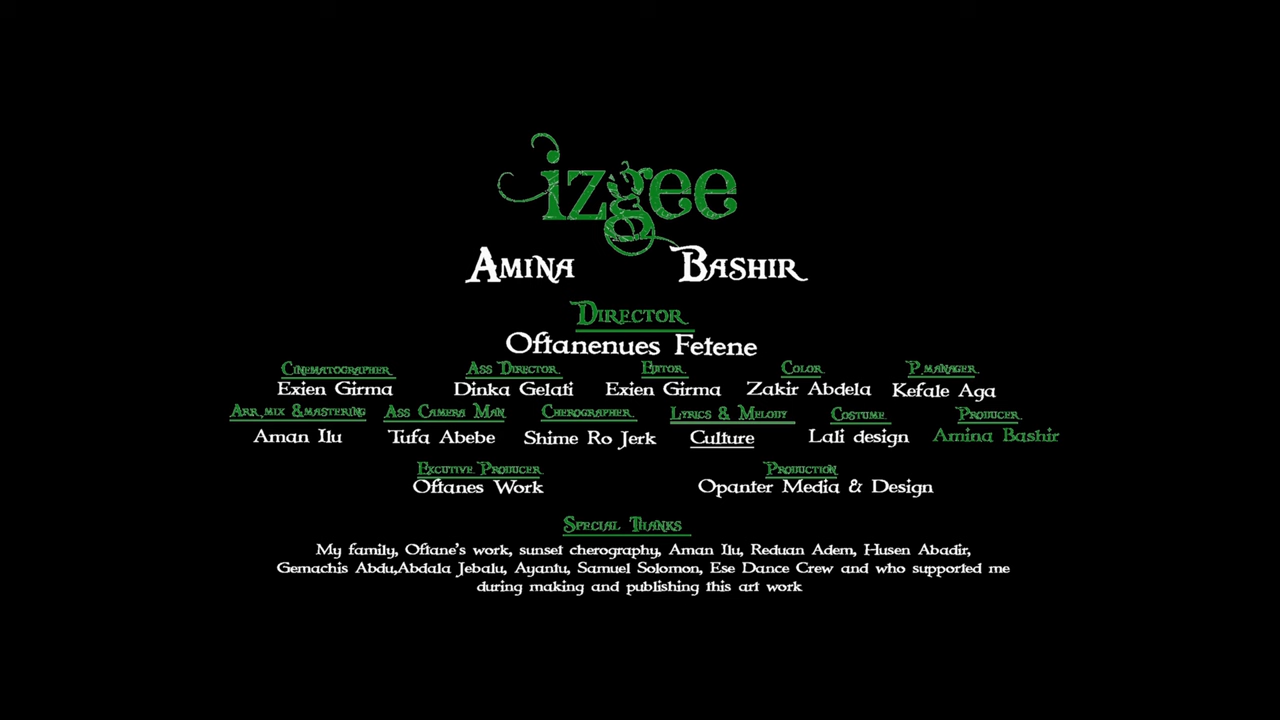 izgee
Amina Bashir
Director
Oftanenues Fetene
Cinematographer Ass Director Editor Color P.manager
Exien Girma Dinka Gelati Exien Girma Zakir Abdela Kefale Aga
Arr,mix &mastering Ass Camera Man Cherographer Lyrics & Melody Costume Producer
Aman Ilu Tufa Abebe Shime Ro Jerk Culture Lali design Amina Bashir
Excutive Producer Production
Oftanes Work Opanter Media & Design
Special Thanks
My family, Oftane's work, sunset cherography, Aman Ilu, Reduan Adem, Husen Abadir,
Gemachis Abdu,Abdala Jebalu, Ayantu, Samuel Solomon, Ese Dance Crew and who supported me
during making and publishing this art work